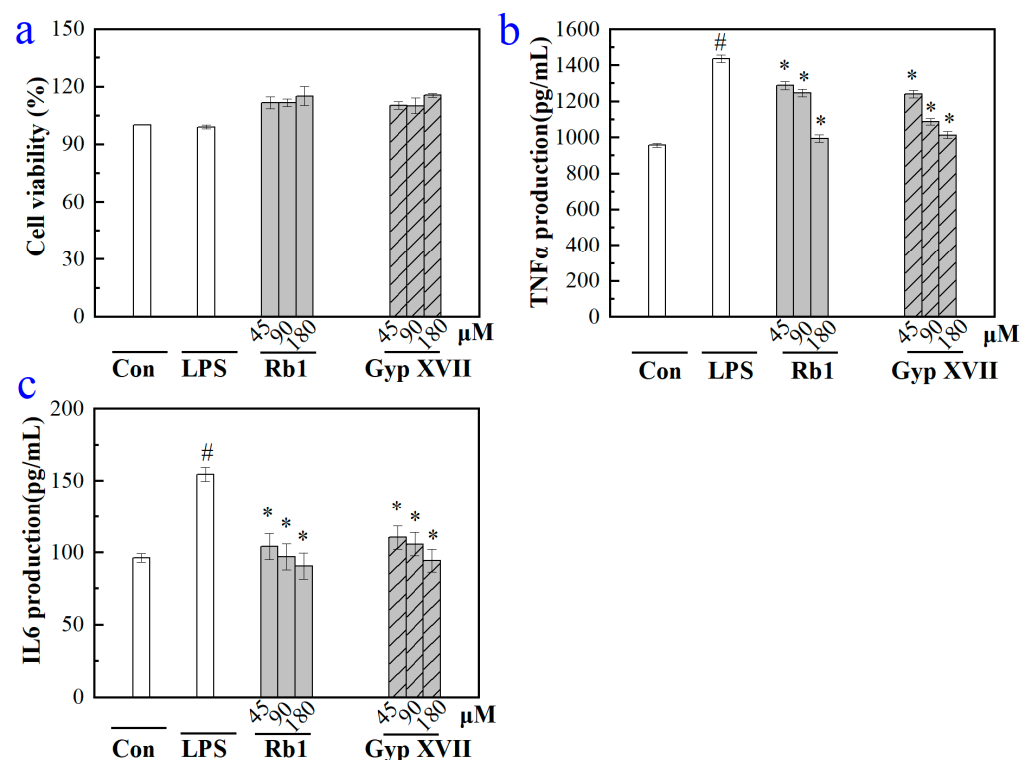 a
Cell viability (%)
150
120
90
60
30
0
45 90 180 μM
Con LPS Rb1 Gyp XVII
b
TNFα production(pg/mL)
1600
1400
1200
1000
800
600
400
200
0
#
* * *
* * *
45 90 180 45 90 180 μM
Con LPS Rb1 Gyp XVII
c
IL6 production(pg/mL)
200
150
100
50
0
#
* * *
* * *
45 90 180 45 90 180 μM
Con LPS Rb1 Gyp XVII